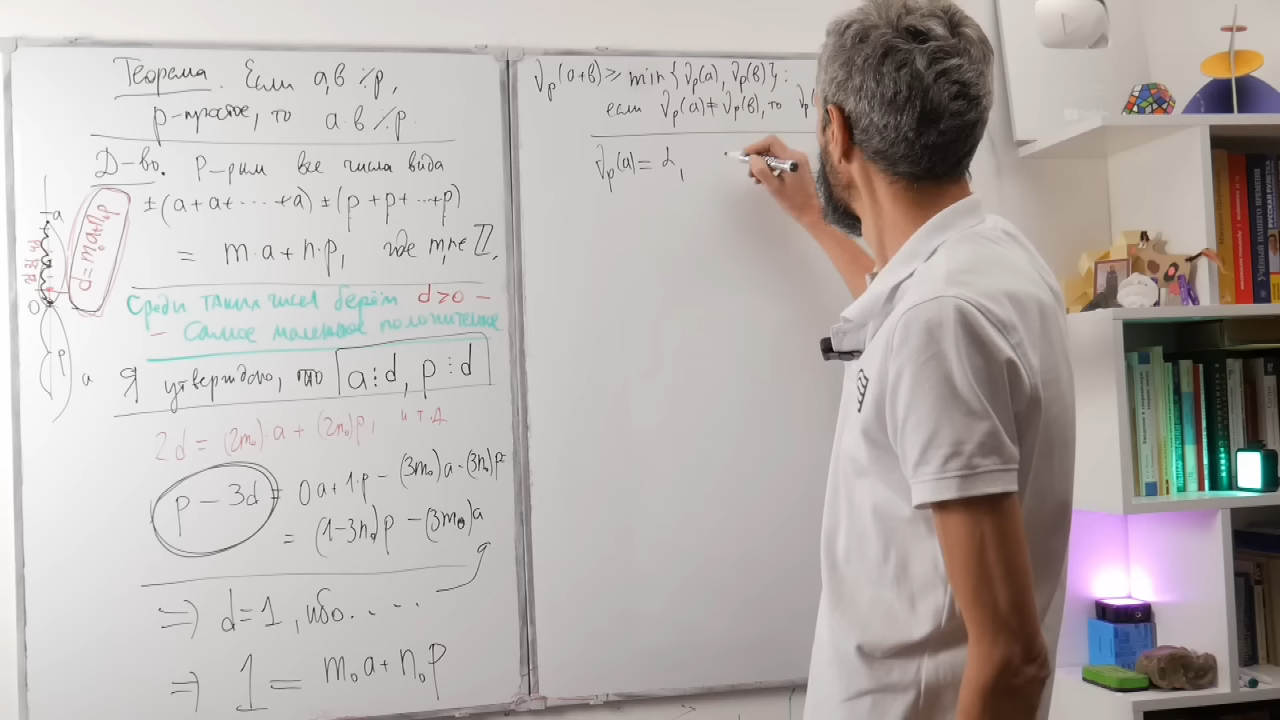 Теорема. Если a,b ⋮̸ p,
p-простое, то a·b ⋮̸ p.
Д-во. Р-рим все числа вида
±(a+a+···+a) ±(p+p+···+p)
= m·a+n·p, где m,n∈ℤ,
d=m₀a+n₀p
a
0
p
Среди таких чисел берём d>0 –
– самое маленькое положительное
a
Я утверждаю, что a⋮d, p⋮d
2d = (2m₀)·a + (2n₀)p, и т.д
p – 3d = 0a+1·p – (3m₀)a-(3n₀)p=
= (1-3n₀)p – (3m₀)a
⇒ d=1, ибо....
⇒ 1 = m₀a+n₀p
νp(a+b) ≥ min{νp(a), νp(b)}:
если νp(a)≠νp(b), то νp(
νp(a)= α,